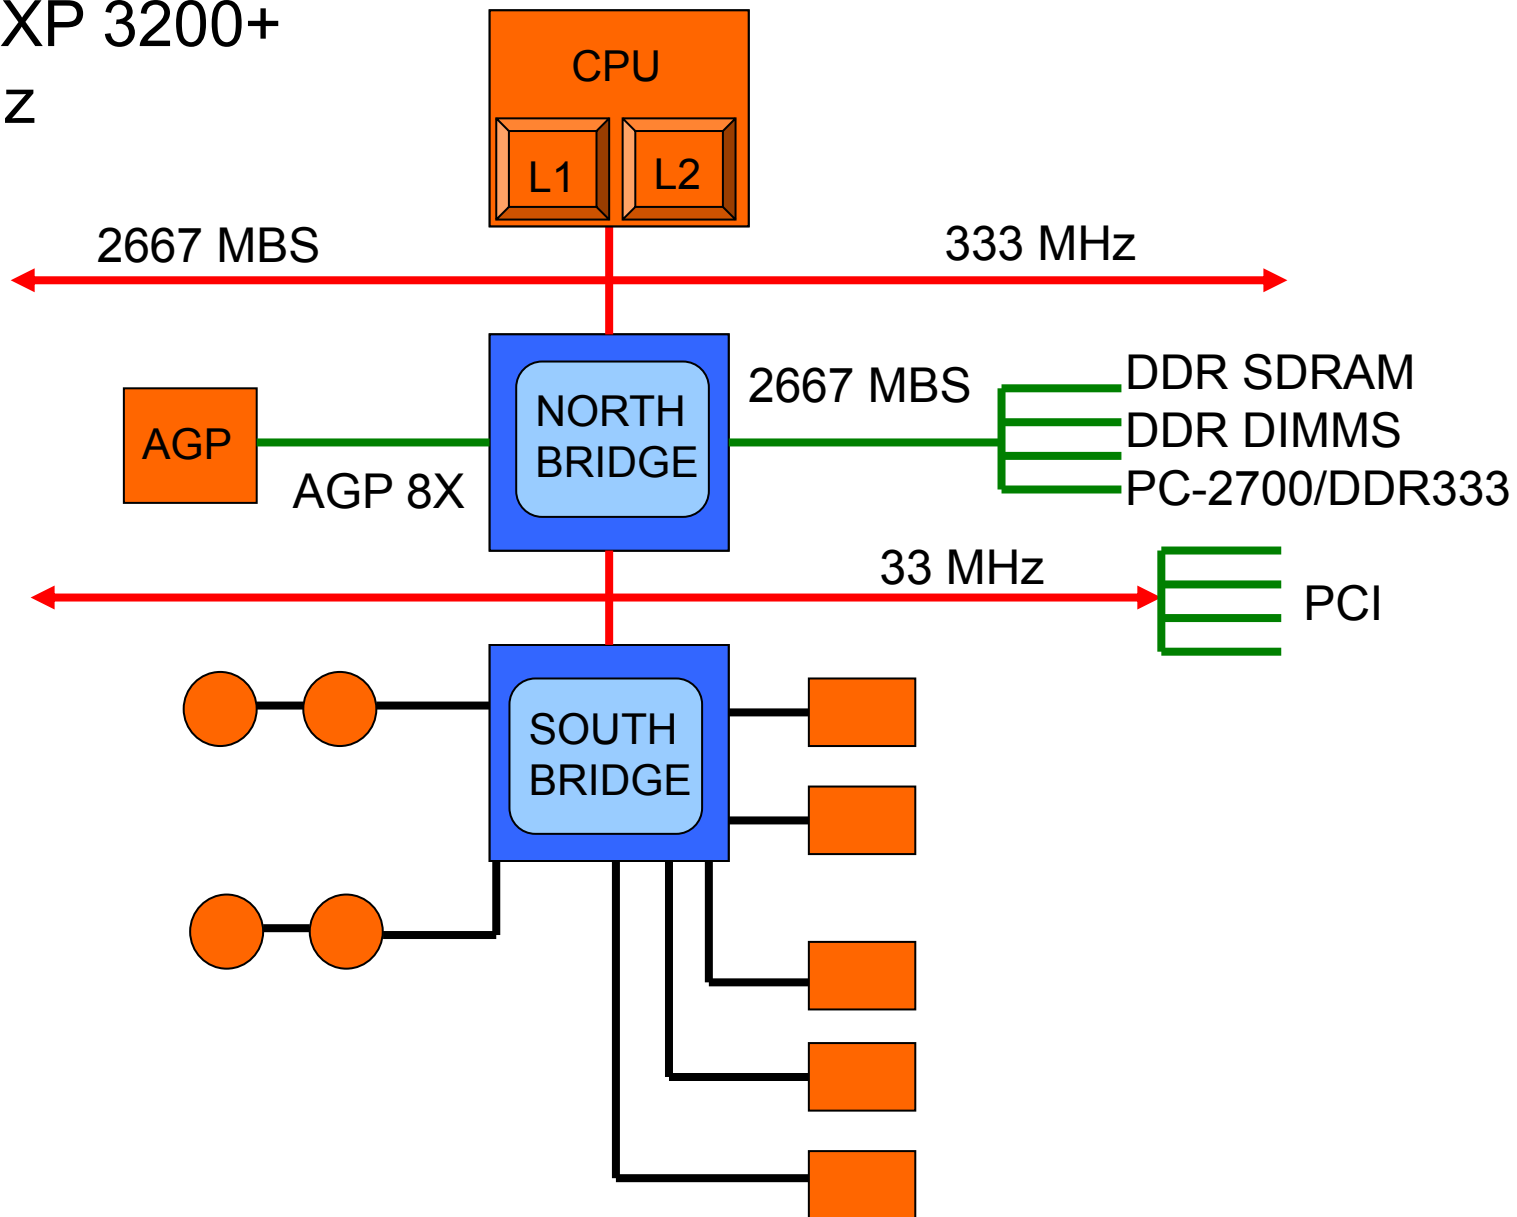 XP 3200+
z
CPU
L1
L2
2667 MBS
333 MHz
NORTH
BRIDGE
2667 MBS
DDR SDRAM
DDR DIMMS
PC-2700/DDR333
AGP
AGP 8X
33 MHz
PCI
SOUTH
BRIDGE